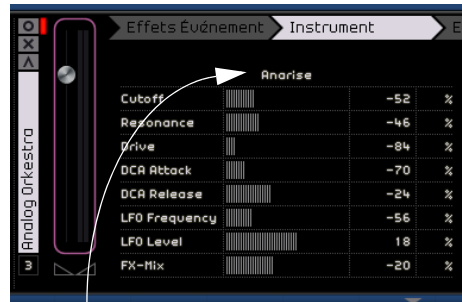 Effets Événement Instrument E
Anarise
Cutoff -52 %
Resonance -46 %
Drive -84 %
DCA Attack -70 %
DCA Release -24 %
LFO Frequency -56 %
LFO Level 18 %
FX-Mix -20 %
Analog Orkestra
3